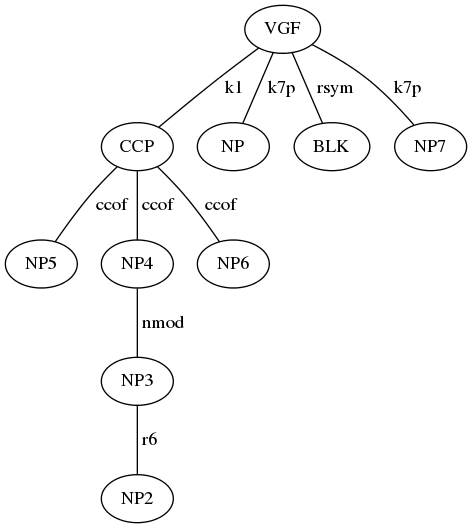 VGF
k1 k7p rsym k7p
CCP NP BLK NP7
ccof ccof ccof
NP5 NP4 NP6
nmod
NP3
r6
NP2